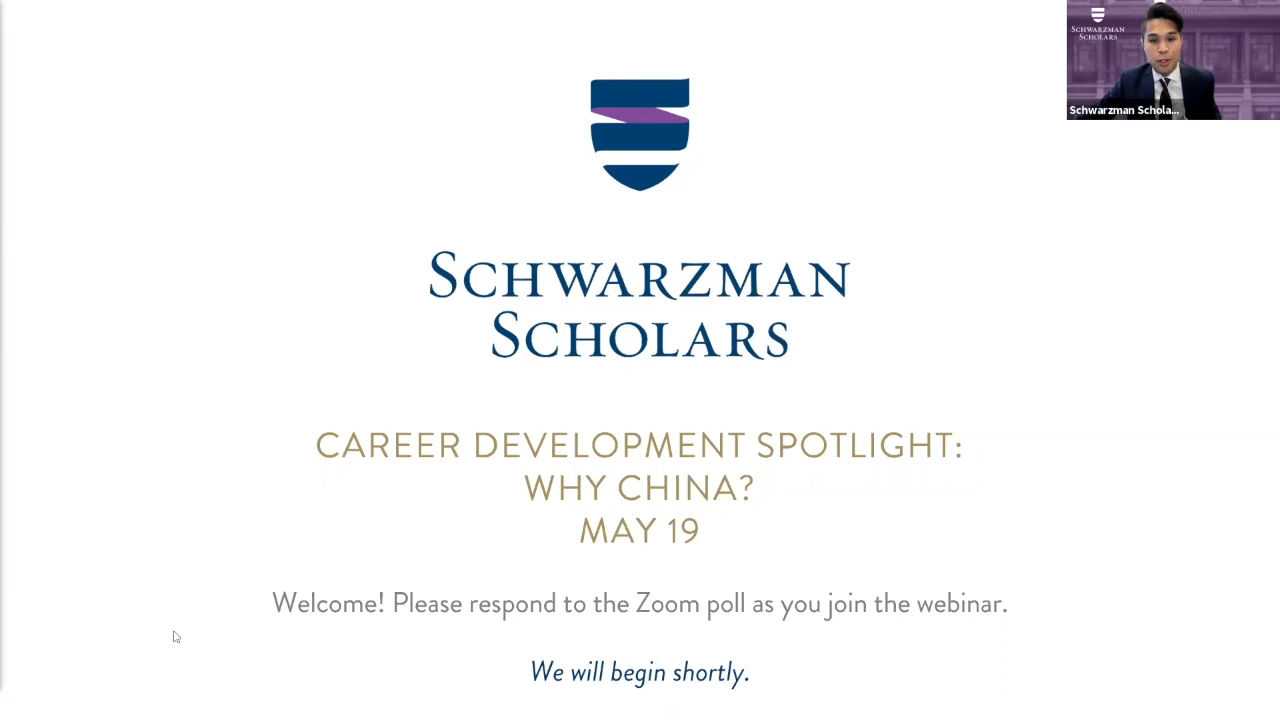 SCHWARZMAN
SCHOLARS
Schwarzman Schola...
SCHWARZMAN
SCHOLARS
CAREER DEVELOPMENT SPOTLIGHT:
WHY CHINA?
MAY 19
Welcome! Please respond to the Zoom poll as you join the webinar.
We will begin shortly.